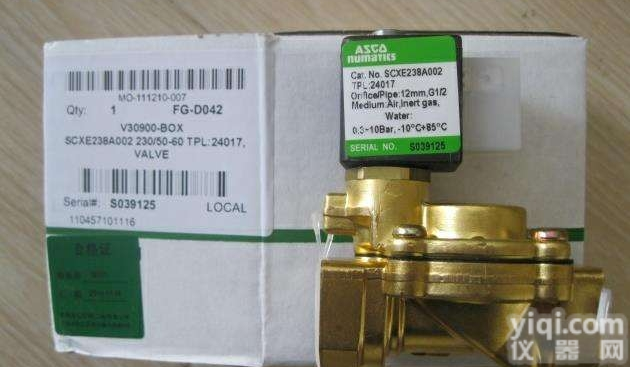 MO-111210-007
Qty: 1 FG-D042
V30900-BOX
SCXE238A002 230/50-60 TPL:24017,
VALVE
Serial#: S039125 LOCAL
110457101116
合格证
ASCO
numatics
Cat. No. SCXE238A002
TPL:24017
Orifice/Pipe:12mm,G1/2
Medium:Air,Inert gas,
Water:
0.3~10Bar, -10°C+85°C
SERIAL NO. S039125
yiqi.com
仪器网